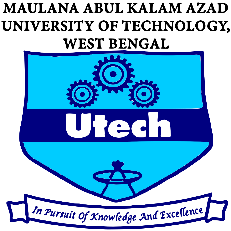 MAULANA ABUL KALAM AZAD
UNIVERSITY OF TECHNOLOGY,
WEST BENGAL
Utech
In Pursuit Of Knowledge And Excellence